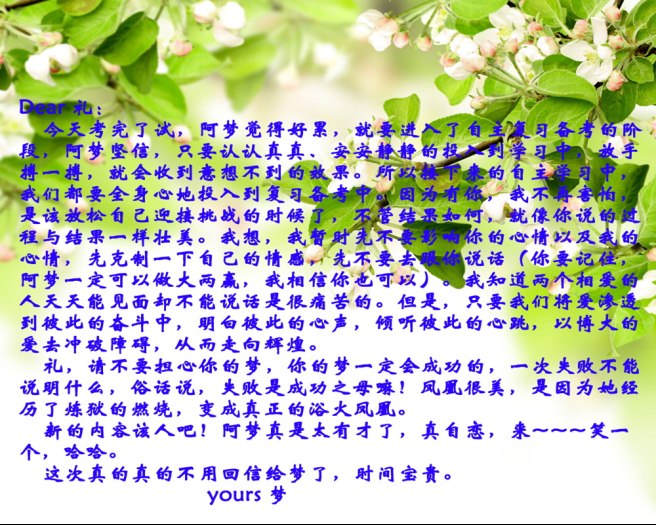 Dear 礼：
今天考完了试，阿梦觉得好累，就要进入了自主复习备考的阶
段，阿梦坚信，只要认认真真、安安静静的投入到学习中，放手
搏一搏，就会收到意想不到的效果。所以接下来的自主学习中，
我们都要全身心地投入到复习备考中。因为有你，我不再害怕，
是该放松自己迎接挑战的时候了，不管结果如何，就像你说的过
程与结果一样壮美。我想，我暂时先不要影响你的心情以及我的
心情，先克制一下自己的情感，先不要去跟你说话（你要记住，
阿梦一定可以做大两赢，我相信你也可以）。我知道两个相爱的
人天天能见面却不能说话是很痛苦的。但是，只要我们将爱渗透
到彼此的奋斗中，明白彼此的心声，倾听彼此的心跳，以博大的
爱去冲破障碍，从而走向辉煌。
礼，请不要担心你的梦，你的梦一定会成功的，一次失败不能
说明什么，俗话说，失败是成功之母嘛！凤凰很美，是因为她经
历了炼狱的燃烧，变成真正的浴火凤凰。
新的内容该人吧！阿梦真是太有才了，真自恋，来～～～笑一
个，哈哈。
这次真的真的不用回信给梦了，时间宝贵。
yours 梦